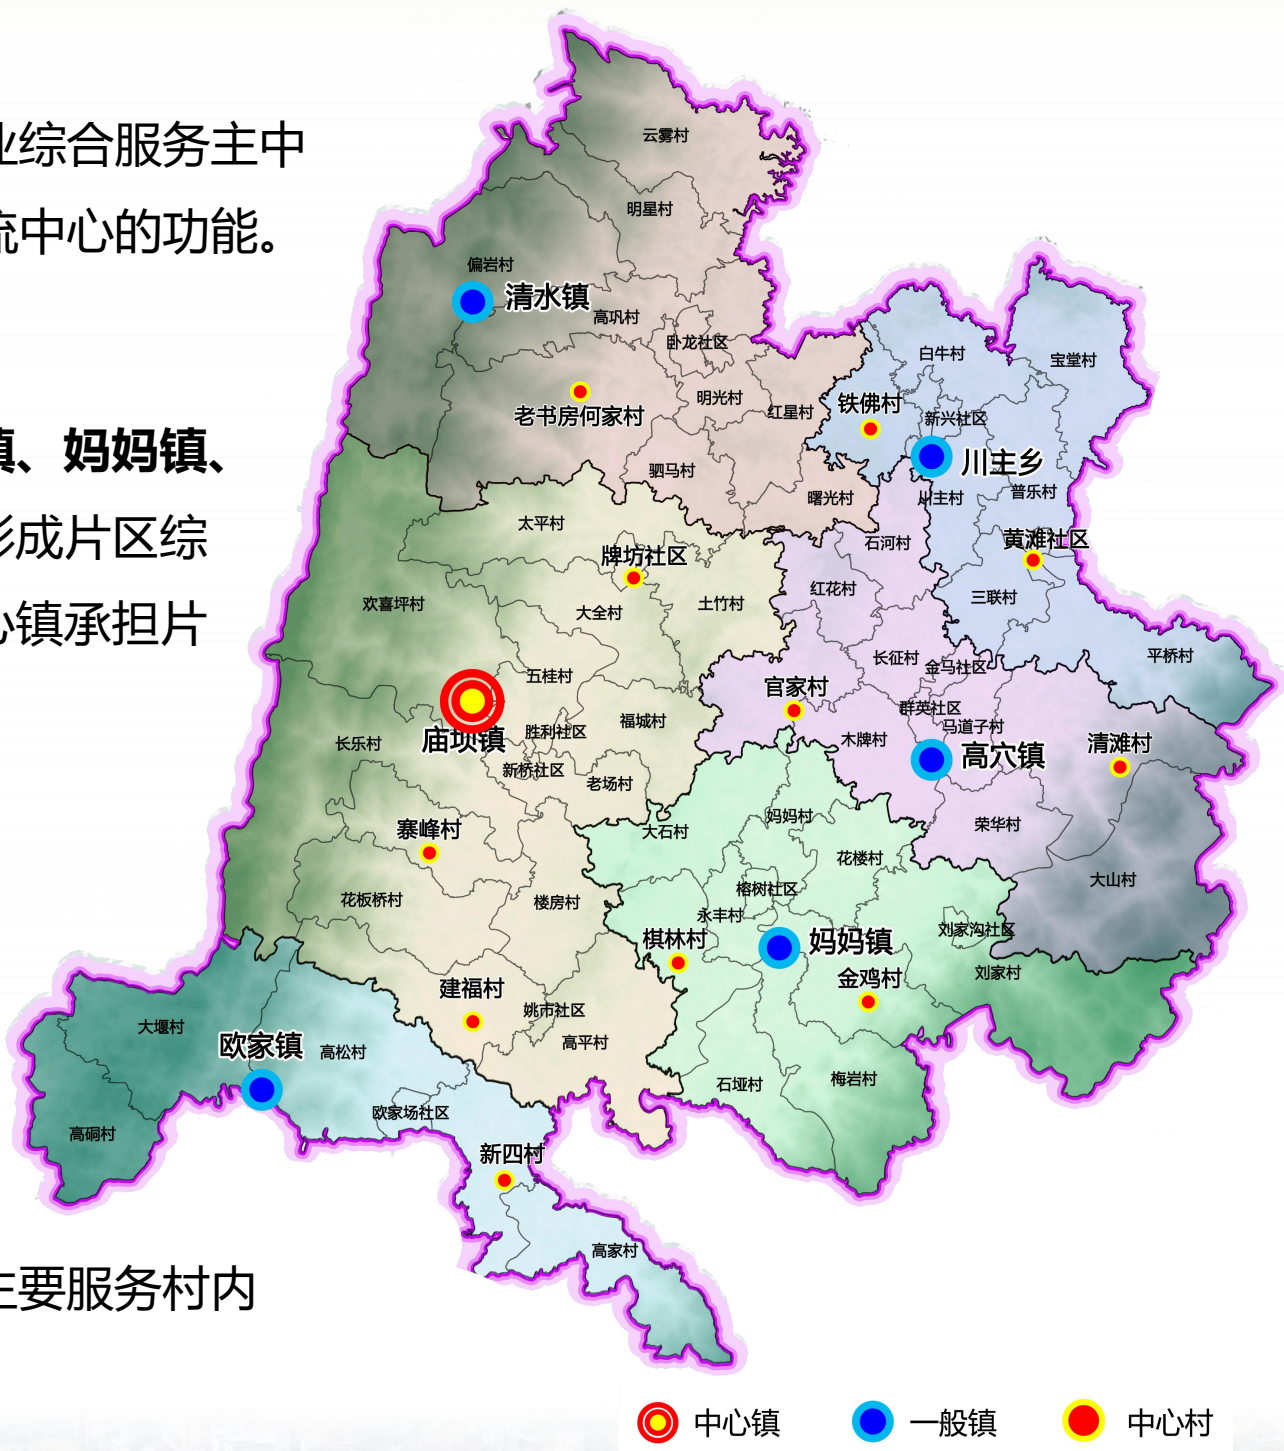 业综合服务主中
流中心的功能。
镇、妈妈镇、
形成片区综
心镇承担片
主要服务村内
云雾村
明星村
偏岩村
清水镇
高巩村
卧龙社区
老书房何家村
明光村
红星村
驷马村
曙光村
白牛村
宝堂村
铁佛村
新兴社区
川主乡
川主村
普乐村
黄滩社区
三联村
平桥村
太平村
牌坊社区
欢喜坪村
大全村
土竹村
五桂村
庙坝镇
胜利社区
福城村
长乐村
新桥社区
老场村
寨峰村
花板桥村
楼房村
建福村
姚市社区
高平村
石河村
红花村
长征村
金马社区
官家村
群英社区
马道子村
木牌村
高穴镇
清滩村
荣华村
大山村
大石村
妈妈村
花楼村
榕树社区
永丰村
棋林村
妈妈镇
刘家沟社区
金鸡村
刘家村
石垭村
梅岩村
大堰村
欧家镇
高松村
高硐村
欧家场社区
新四村
高家村
中心镇
一般镇
中心村